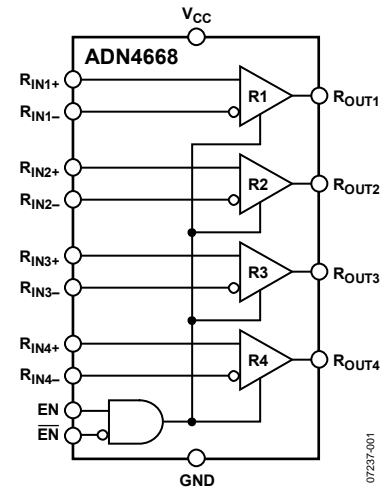 VCC
ADN4668
RIN1+
R1
ROUT1
RIN1–
RIN2+
R2
ROUT2
RIN2–
RIN3+
R3
ROUT3
RIN3–
RIN4+
R4
ROUT4
RIN4–
EN
E̅N̅
GND
07237-001